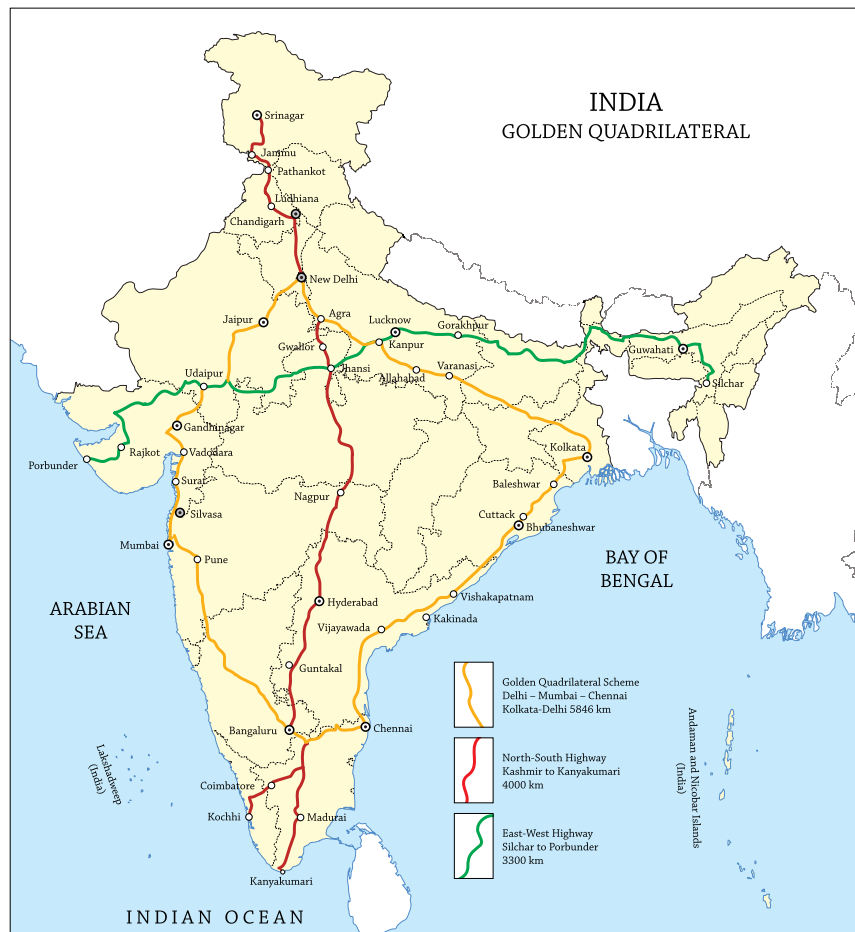 INDIA
GOLDEN QUADRILATERAL
Srinagar
Jammu
Pathankot
Ludhiana
Chandigarh
New Delhi
Jaipur
Agra
Lucknow
Gorakhpur
Kanpur
Gwallor
Guwahati
Jhansi
Allahabad
Varanasi
Udaipur
Silchar
Gandhinagar
Kolkata
Rajkot
Vadodara
Porbunder
Surat
Baleshwar
Nagpur
Silvasa
Cuttack
Bhubaneshwar
Mumbai
Pune
BAY OF
BENGAL
ARABIAN
SEA
Hyderabad
Vishakapatnam
Kakinada
Vijayawada
Guntakal
Golden Quadrilateral Scheme
Delhi – Mumbai – Chennai
Kolkata-Delhi 5846 km
Bangaluru
Chennai
North-South Highway
Kashmir to Kanyakumari
4000 km
Lakshadweep
(India)
Andaman and Nicobar Islands
(India)
Coimbatore
Kochhi
Madurai
East-West Highway
Silchar to Porbunder
3300 km
Kanyakumari
INDIAN OCEAN